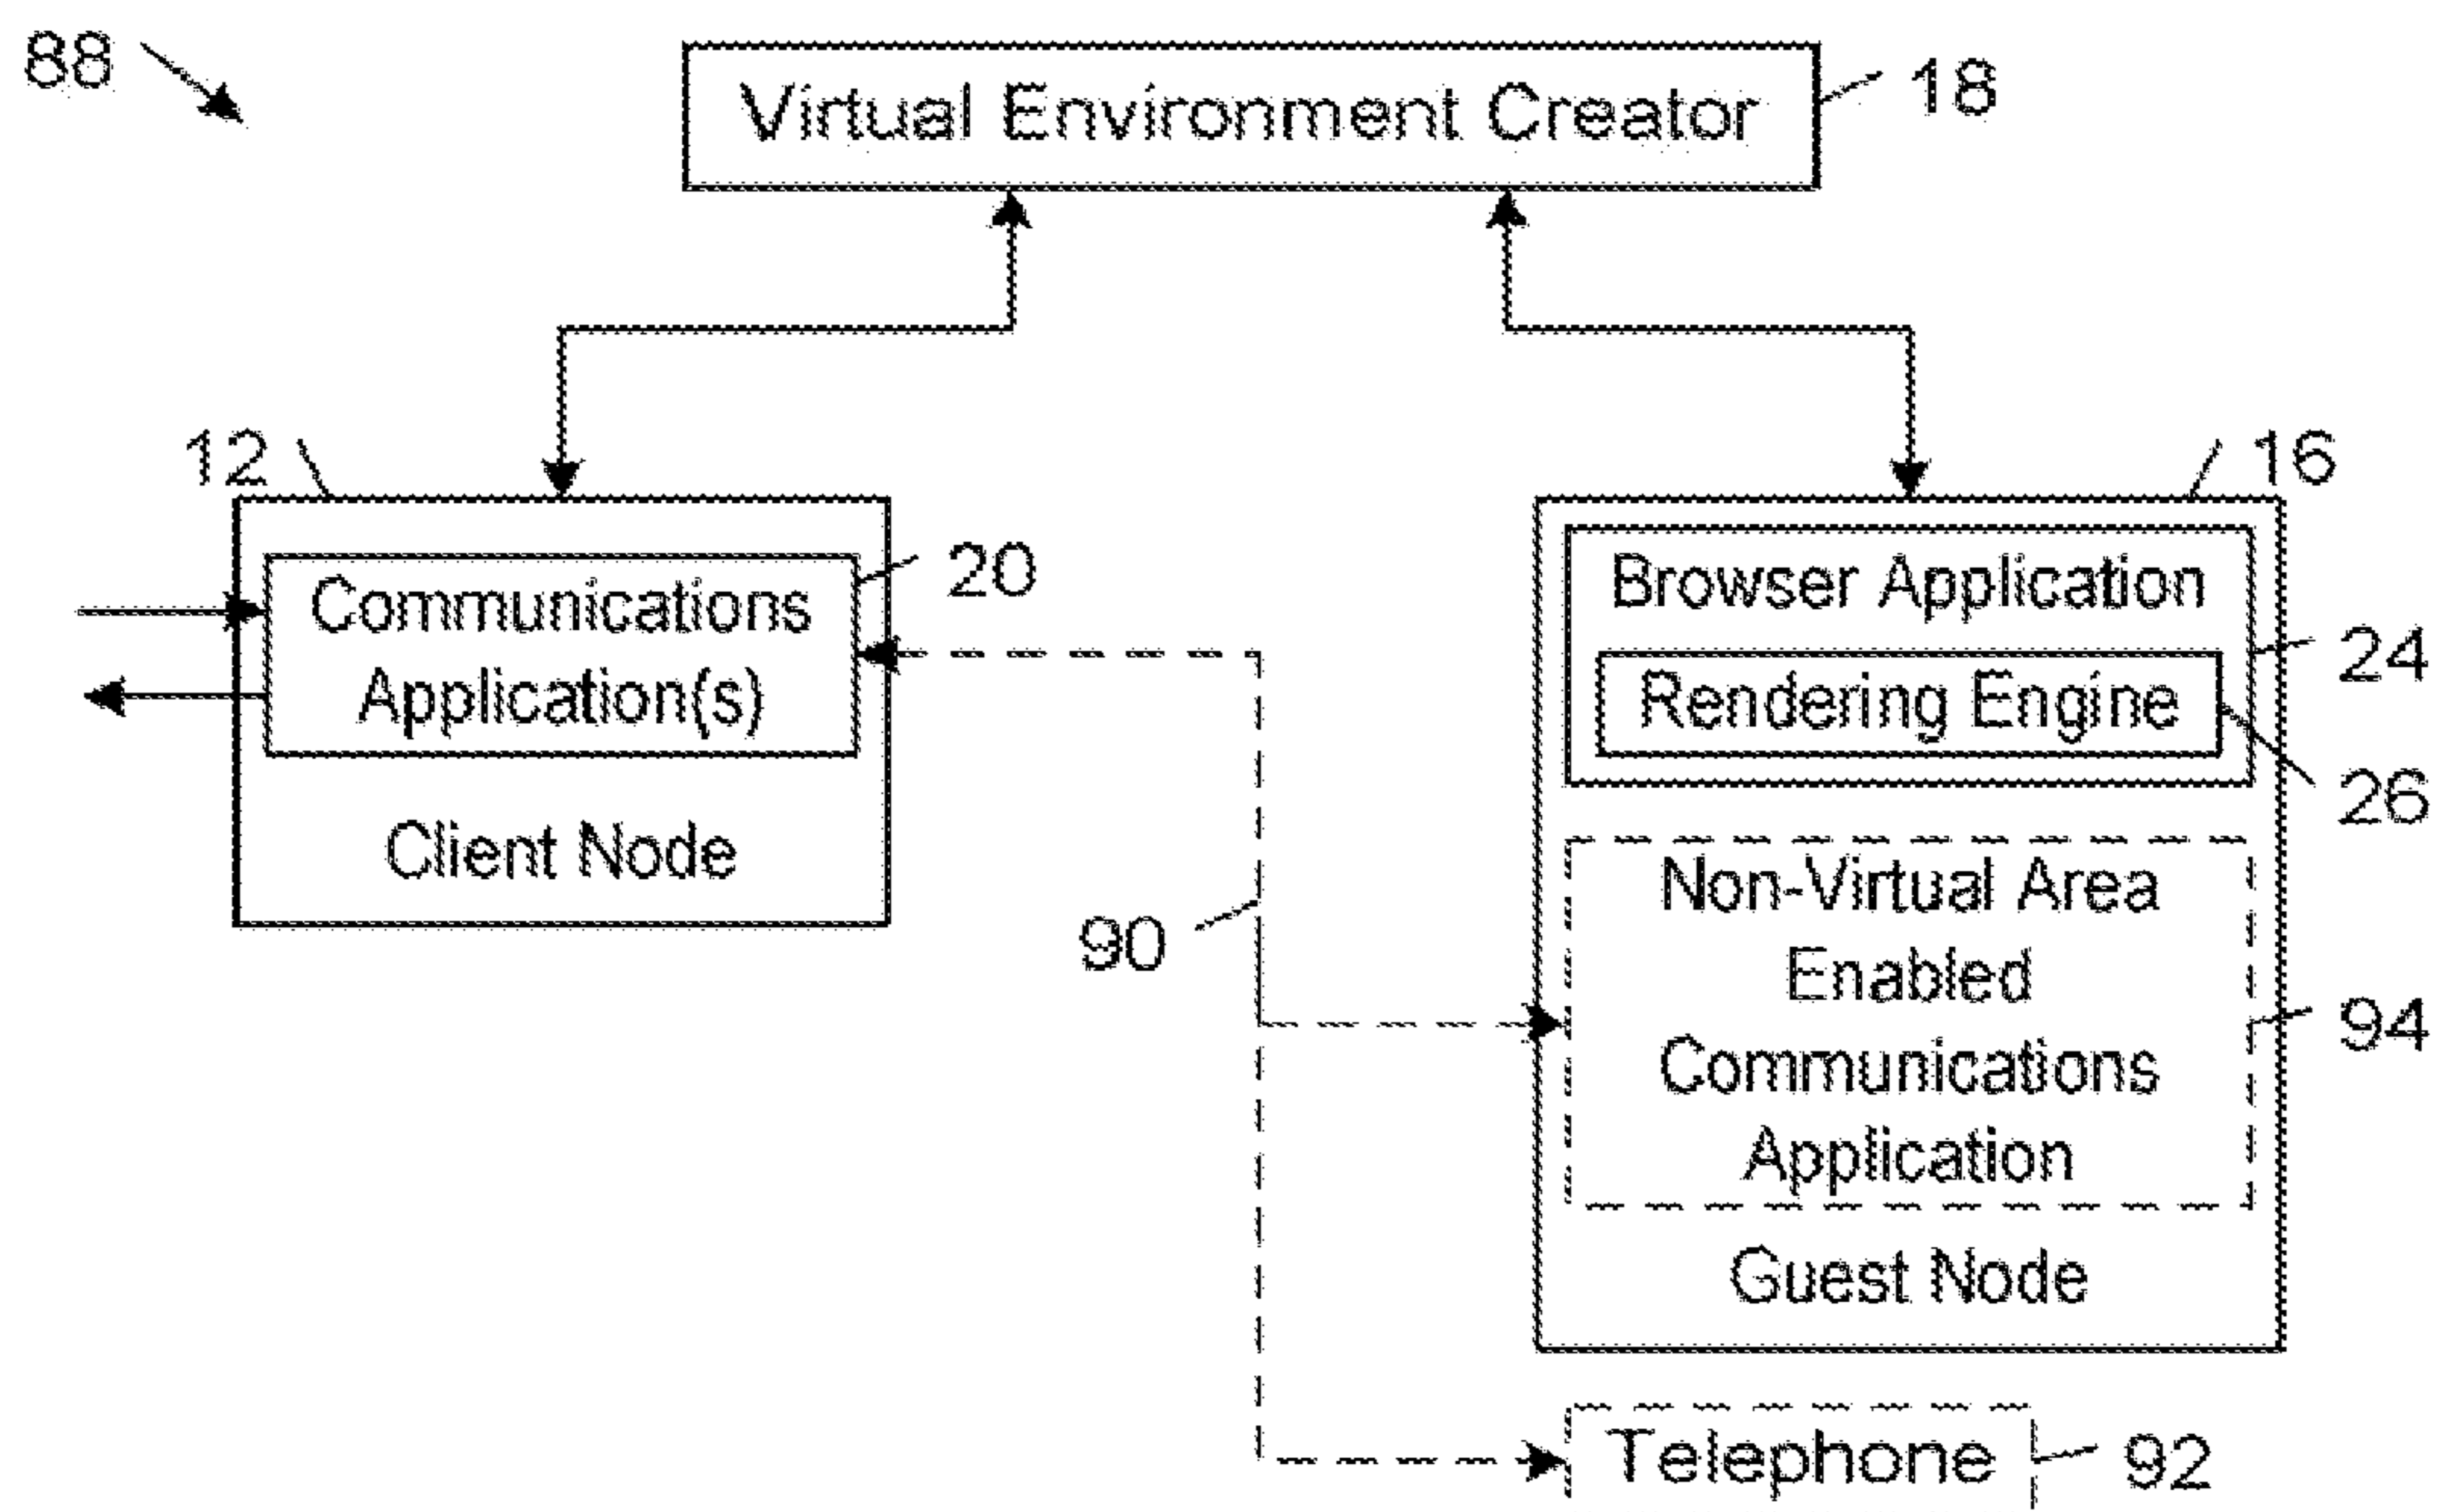 88
Virtual Environment Creator
18
12
16
20
Communications
Application(s)
Client Node
Browser Application
24
Rendering Engine
26
90
Non-Virtual Area
Enabled
Communications
Application
94
Guest Node
Telephone
92